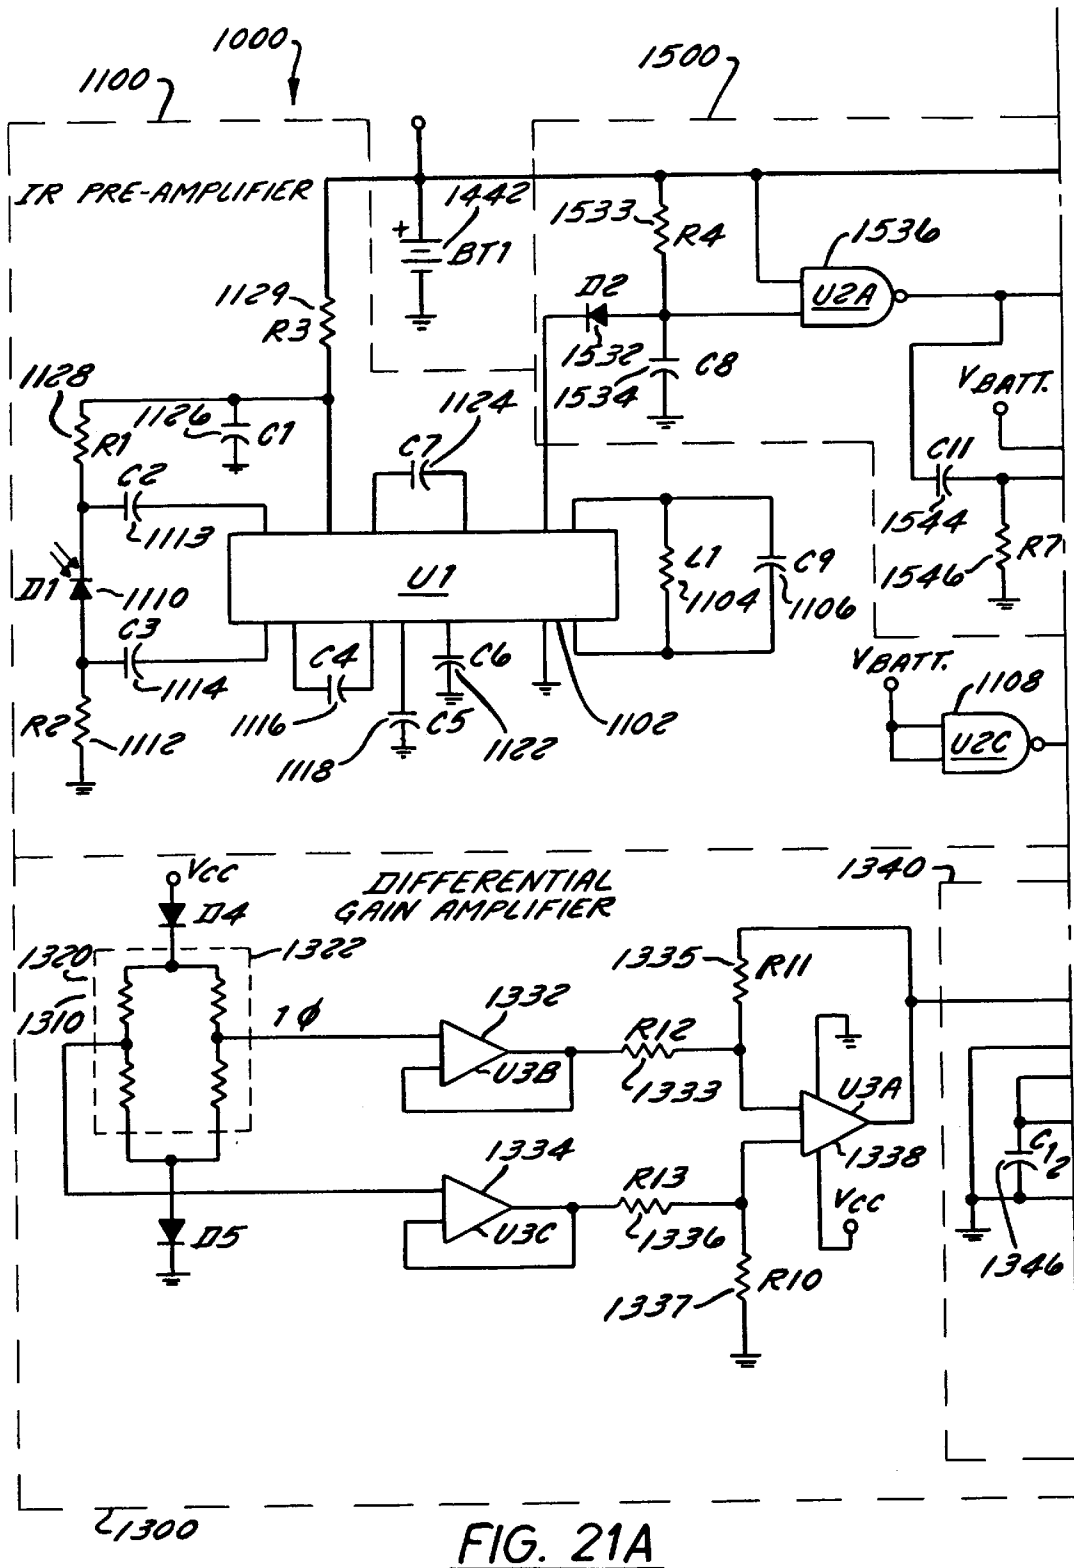 1000
1100
1500
IR PRE-AMPLIFIER
1442
+
BT1
1533
R4
1536
U2A
1129
R3
D2
1532
1534
C8
1128
R1
1126
C1
1124
C7
VBATT.
C2
1113
C11
1544
R7
1546
U1
L1
1104
C9
1106
D1
1110
C3
1114
C4
1116
C6
C5
1122
1118
1102
R2
1112
VBATT.
1108
U2C
VCC
DIFFERENTIAL
GAIN AMPLIFIER
1340
D4
1320
1322
1310
1φ
1332
U3B
R12
1333
1335
R11
U3A
1338
1334
U3C
R13
1336
VCC
C12
1346
D5
1337
R10
1300
FIG. 21A